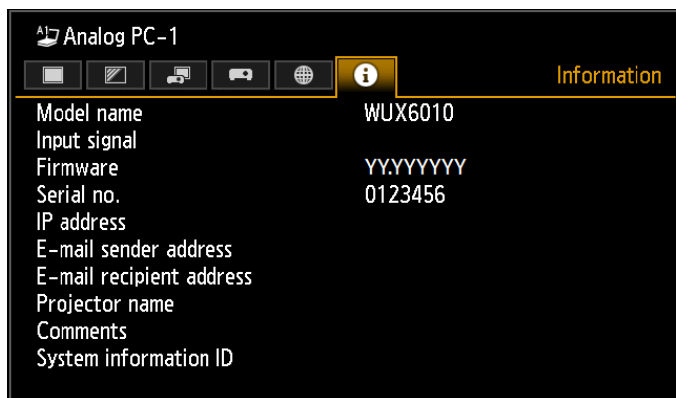 A1 Analog PC-1
Information
Model name WUX6010
Input signal
Firmware YY.YYYYYY
Serial no. 0123456
IP address
E-mail sender address
E-mail recipient address
Projector name
Comments
System information ID